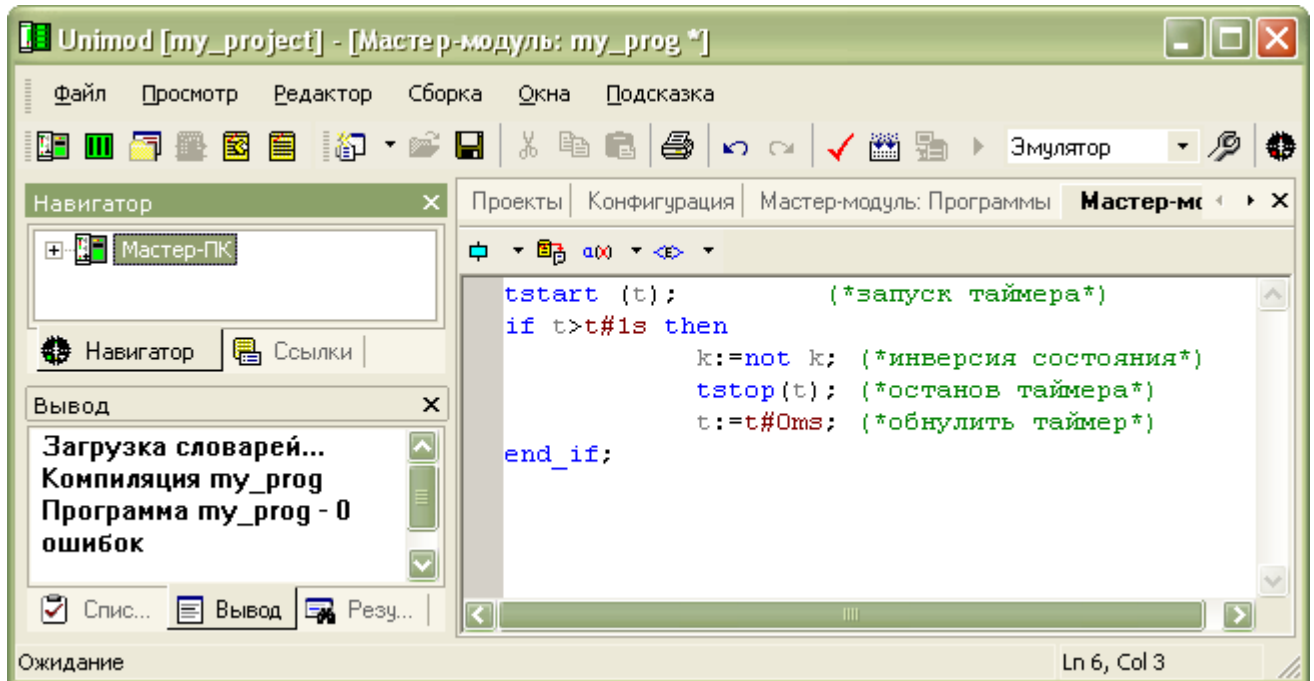 Unimod [my_project] - [Мастер-модуль: my_prog *]
Файл Просмотр Редактор Сборка Окна Подсказка
Эмулятор
Навигатор
Мастер-ПК
Навигатор Ссылки
Вывод
Загрузка словарей...
Компиляция my_prog
Программа my_prog - 0
ошибок
Спис... Вывод Резу...
Проекты Конфигурация Мастер-модуль: Программы Мастер-мо
a(x) <E>
tstart (t); (*запуск таймера*)
if t>t#1s then
k:=not k; (*инверсия состояния*)
tstop(t); (*останов таймера*)
t:=t#0ms; (*обнулить таймер*)
end_if;
Ожидание Ln 6, Col 3